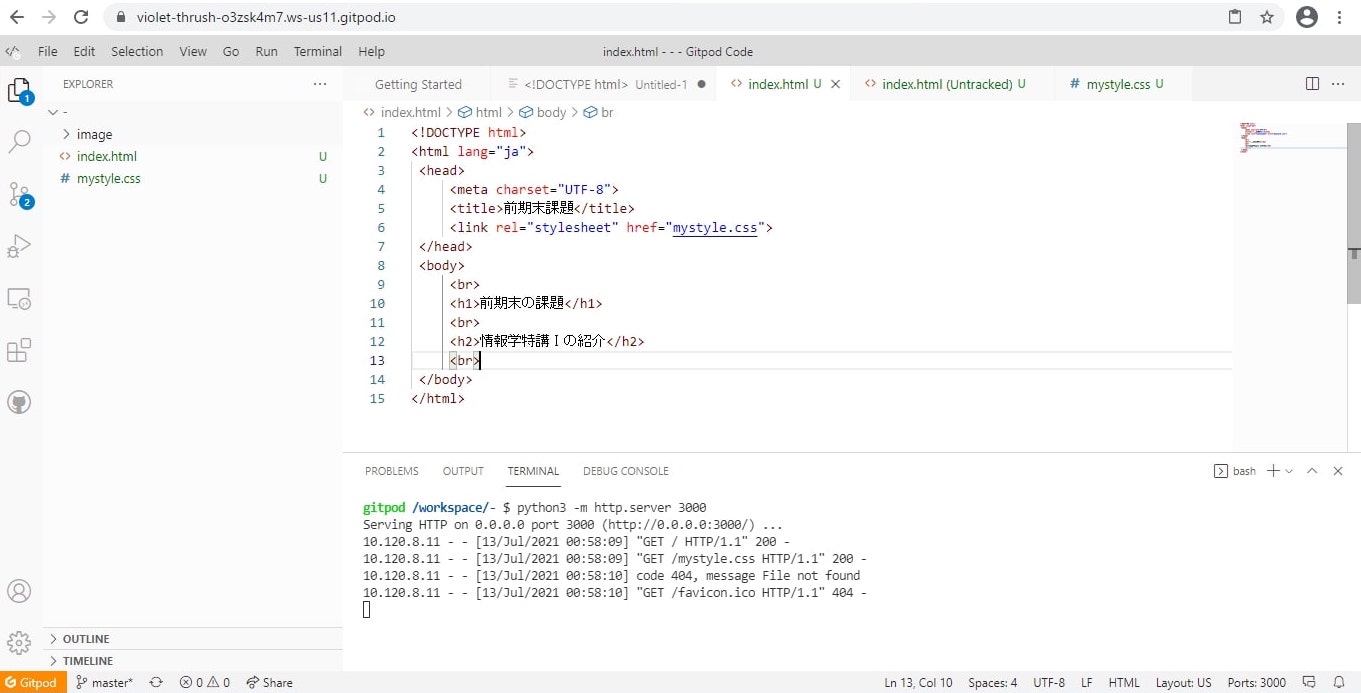 violet-thrush-o3zsk4m7.ws-us11.gitpod.io
File Edit Selection View Go Run Terminal Help
index.html - - - Gitpod Code
EXPLORER
Getting Started
<!DOCTYPE html> Untitled-1
index.html U
index.html (Untracked) U
# mystyle.css U
1
-
image
index.html U
# mystyle.css U
2
index.html > html > body > br
1 <!DOCTYPE html>
2 <html lang="ja">
3 <head>
4 <meta charset="UTF-8">
5 <title>前期末課題</title>
6 <link rel="stylesheet" href="mystyle.css">
7 </head>
8 <body>
9 <br>
10 <h1>前期末の課題</h1>
11 <br>
12 <h2>情報学特講Ⅰの紹介</h2>
13 <br>
14 </body>
15 </html>
PROBLEMS OUTPUT TERMINAL DEBUG CONSOLE
bash
gitpod /workspace/- $ python3 -m http.server 3000
Serving HTTP on 0.0.0.0 port 3000 (http://0.0.0.0:3000/) ...
10.120.8.11 - - [13/Jul/2021 00:58:09] "GET / HTTP/1.1" 200 -
10.120.8.11 - - [13/Jul/2021 00:58:09] "GET /mystyle.css HTTP/1.1" 200 -
10.120.8.11 - - [13/Jul/2021 00:58:10] code 404, message File not found
10.120.8.11 - - [13/Jul/2021 00:58:10] "GET /favicon.ico HTTP/1.1" 404 -
OUTLINE
TIMELINE
Gitpod master* 0 0 Share
Ln 13, Col 10 Spaces: 4 UTF-8 LF HTML Layout: US Ports: 3000